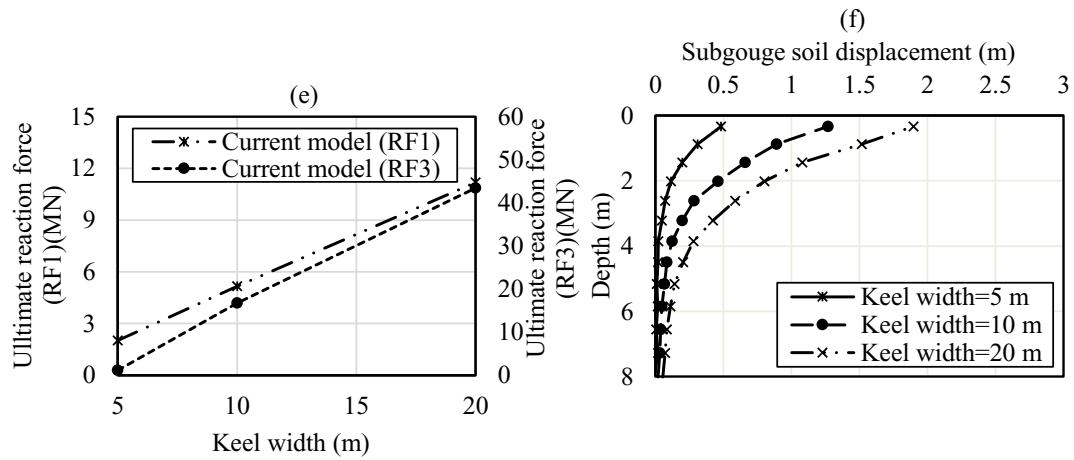 (e)
15
12
9
6
3
0
Ulltimate reaction force
(RF1)(MN)
Current model (RF1)
Current model (RF3)
60
50
40
30
20
10
0
Ultimate reaction force
(RF3)(MN)
5
10
15
20
Keel width (m)
(f)
Subgouge soil displacement (m)
0 0.5 1 1.5 2 2.5 3
0
2
4
6
8
Depth (m)
Keel width=5 m
Keel width=10 m
Keel width=20 m